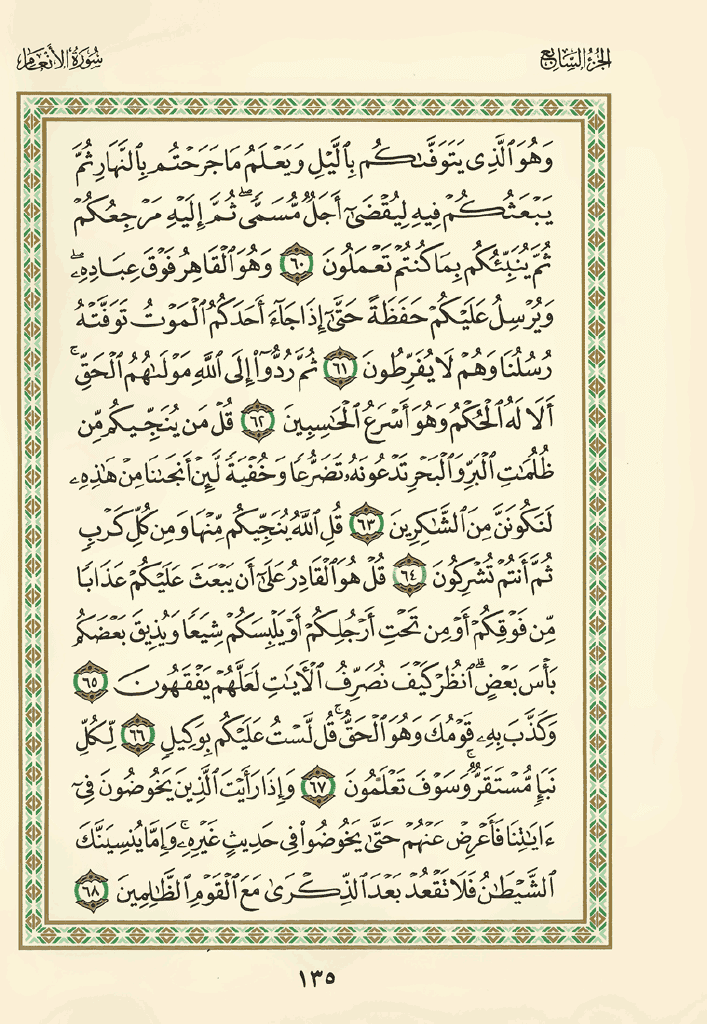 الجزء السابع
سورة الأنعام
وَهُوَ ٱلَّذِى يَتَوَفَّىٰكُم بِٱلَّيْلِ وَيَعْلَمُ مَا جَرَحْتُم بِٱلنَّهَارِ ثُمَّ
يَبْعَثُكُمْ فِيهِ لِيُقْضَىٰٓ أَجَلٌ مُّسَمًّى ۖ ثُمَّ إِلَيْهِ مَرْجِعُكُمْ
ثُمَّ يُنَبِّئُكُم بِمَا كُنتُمْ تَعْمَلُونَ ٦٠ وَهُوَ ٱلْقَاهِرُ فَوْقَ عِبَادِهِۦ ۖ
وَيُرْسِلُ عَلَيْكُمْ حَفَظَةً حَتَّىٰٓ إِذَا جَآءَ أَحَدَكُمُ ٱلْمَوْتُ تَوَفَّتْهُ
رُسُلُنَا وَهُمْ لَا يُفَرِّطُونَ ٦١ ثُمَّ رُدُّوٓا۟ إِلَى ٱللَّهِ مَوْلَىٰهُمُ ٱلْحَقِّ ۚ
أَلَا لَهُ ٱلْحُكْمُ وَهُوَ أَسْرَعُ ٱلْحَٰسِبِينَ ٦٢ قُلْ مَن يُنَجِّيكُم مِّن
ظُلُمَٰتِ ٱلْبَرِّ وَٱلْبَحْرِ تَدْعُونَهُۥ تَضَرُّعًا وَخُفْيَةً لَّئِنْ أَنجَىٰنَا مِنْ هَٰذِهِۦ
لَنَكُونَنَّ مِنَ ٱلشَّٰكِرِينَ ٦٣ قُلِ ٱللَّهُ يُنَجِّيكُم مِّنْهَا وَمِن كُلِّ كَرْبٍ
ثُمَّ أَنتُمْ تُشْرِكُونَ ٦٤ قُلْ هُوَ ٱلْقَادِرُ عَلَىٰٓ أَن يَبْعَثَ عَلَيْكُمْ عَذَابًا
مِّن فَوْقِكُمْ أَوْ مِن تَحْتِ أَرْجُلِكُمْ أَوْ يَلْبِسَكُمْ شِيَعًا وَيُذِيقَ بَعْضَكُم
بَأْسَ بَعْضٍ ۗ ٱنظُرْ كَيْفَ نُصَرِّفُ ٱلْءَايَٰتِ لَعَلَّهُمْ يَفْقَهُونَ ٦٥
وَكَذَّبَ بِهِۦ قَوْمُكَ وَهُوَ ٱلْحَقُّ ۚ قُل لَّسْتُ عَلَيْكُم بِوَكِيلٍ ٦٦ لِّكُلِّ
نَبَإٍ مُّسْتَقَرٌّ ۚ وَسَوْفَ تَعْلَمُونَ ٦٧ وَإِذَا رَأَيْتَ ٱلَّذِينَ يَخُوضُونَ فِىٓ
ءَايَٰتِنَا فَأَعْرِضْ عَنْهُمْ حَتَّىٰ يَخُوضُوا۟ فِى حَدِيثٍ غَيْرِهِۦ ۚ وَإِمَّا يُنسِيَنَّكَ
ٱلشَّيْطَٰنُ فَلَا تَقْعُدْ بَعْدَ ٱلذِّكْرَىٰ مَعَ ٱلْقَوْمِ ٱلظَّٰلِمِينَ ٦٨
١٣٥